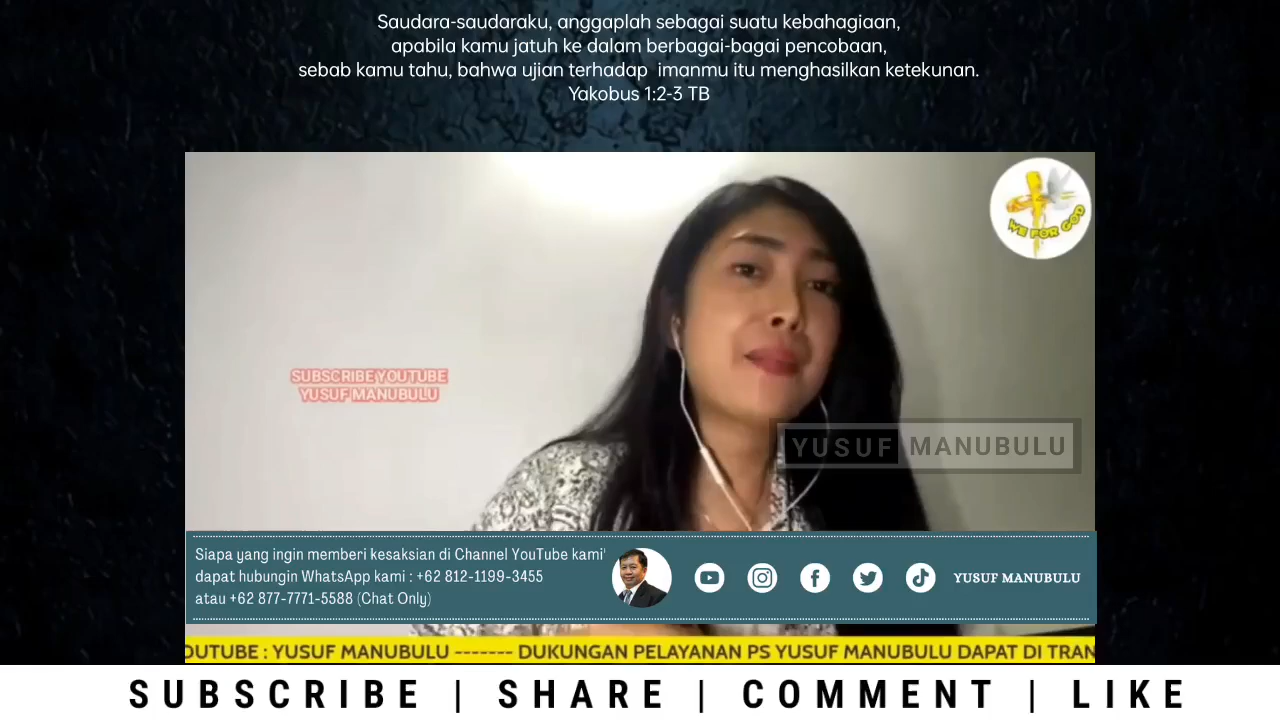 Saudara-saudaraku, anggaplah sebagai suatu kebahagiaan,
apabila kamu jatuh ke dalam berbagai-bagai pencobaan,
sebab kamu tahu, bahwa ujian terhadap imanmu itu menghasilkan ketekunan.
Yakobus 1:2-3 TB
WE FOR GOD
SUBSCRIBE YOUTUBE
YUSUF MANUBULU
YUSUF MANUBULU
Siapa yang ingin memberi kesaksian di Channel YouTube kami'
dapat hubungin WhatsApp kami : +62 812-1199-3455
atau +62 877-7771-5588 (Chat Only)
YUSUF MANUBULU
OUTUBE : YUSUF MANUBULU ------- DUKUNGAN PELAYANAN PS YUSUF MANUBULU DAPAT DI TRAN
SUBSCRIBE | SHARE | COMMENT | LIKE